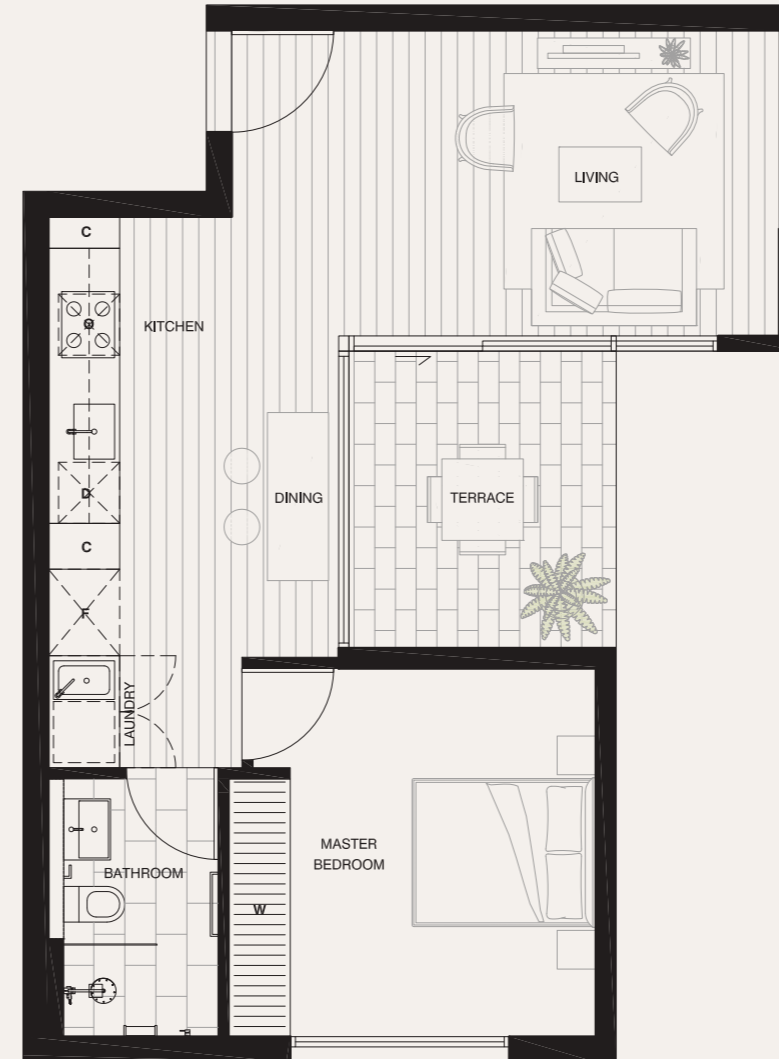 LIVING
C
KITCHEN
DINING
TERRACE
D
C
F
LAUNDRY
MASTER
BEDROOM
BATHROOM
W